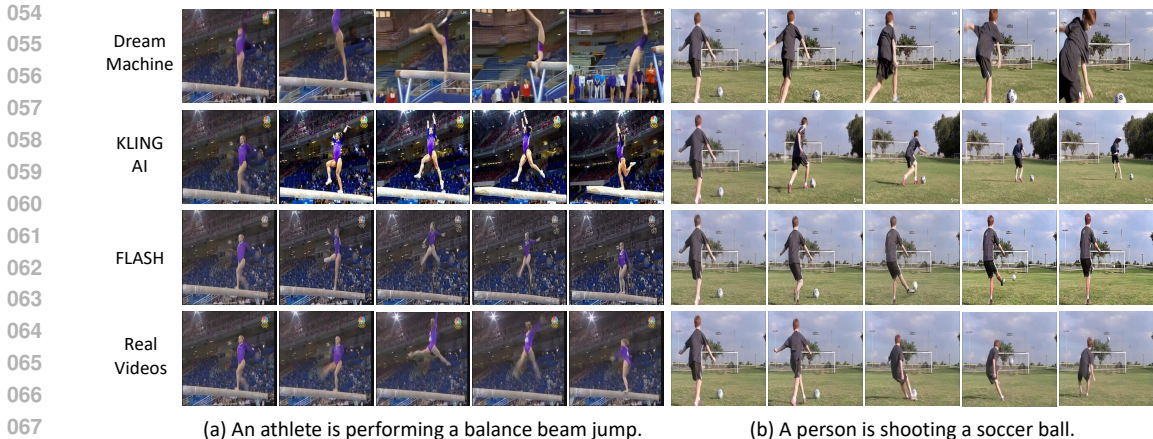 054
055
056
057
058
059
060
061
062
063
064
065
066
067
Dream
Machine
KLING
AI
FLASH
Real
Videos
(a) An athlete is performing a balance beam jump.
(b) A person is shooting a soccer ball.